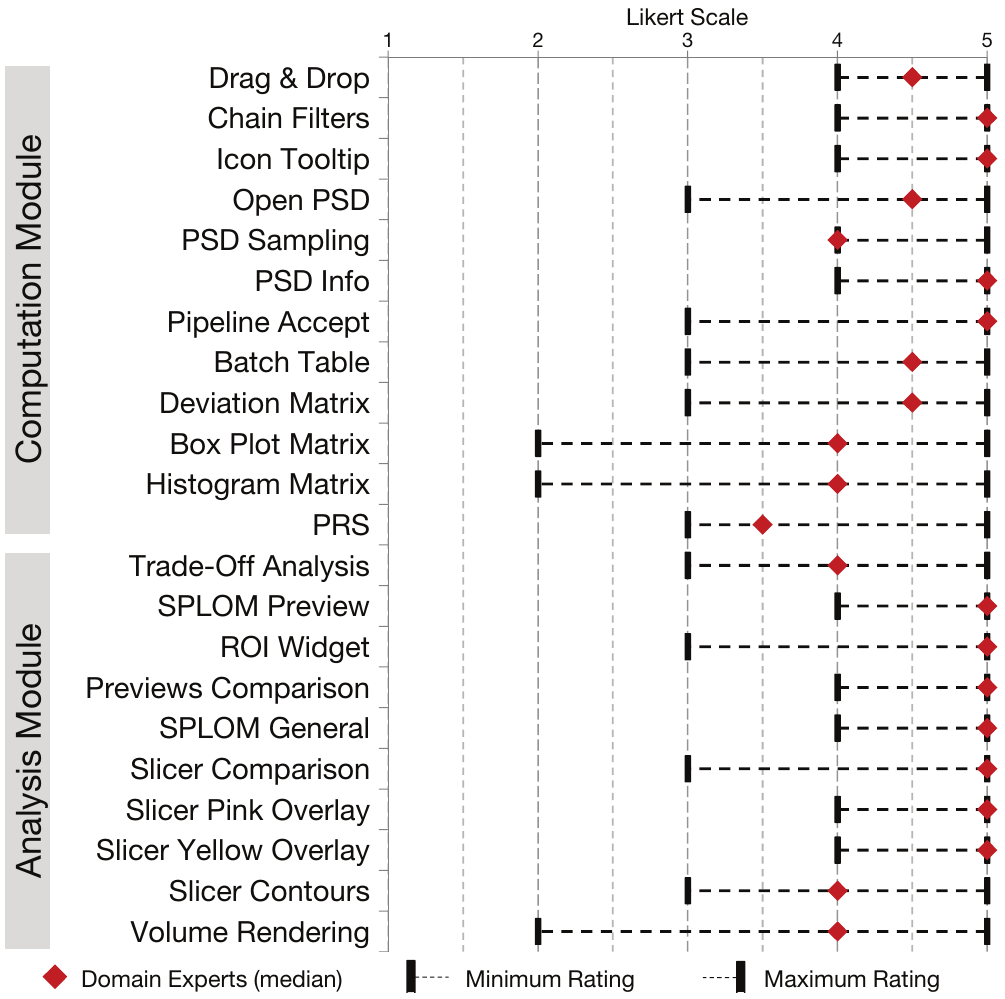 Likert Scale
1 2 3 4 5
Computation Module
Drag & Drop
Chain Filters
Icon Tooltip
Open PSD
PSD Sampling
PSD Info
Pipeline Accept
Batch Table
Deviation Matrix
Box Plot Matrix
Histogram Matrix
PRS
Analysis Module
Trade-Off Analysis
SPLOM Preview
ROI Widget
Previews Comparison
SPLOM General
Slicer Comparison
Slicer Pink Overlay
Slicer Yellow Overlay
Slicer Contours
Volume Rendering
Domain Experts (median) Minimum Rating Maximum Rating